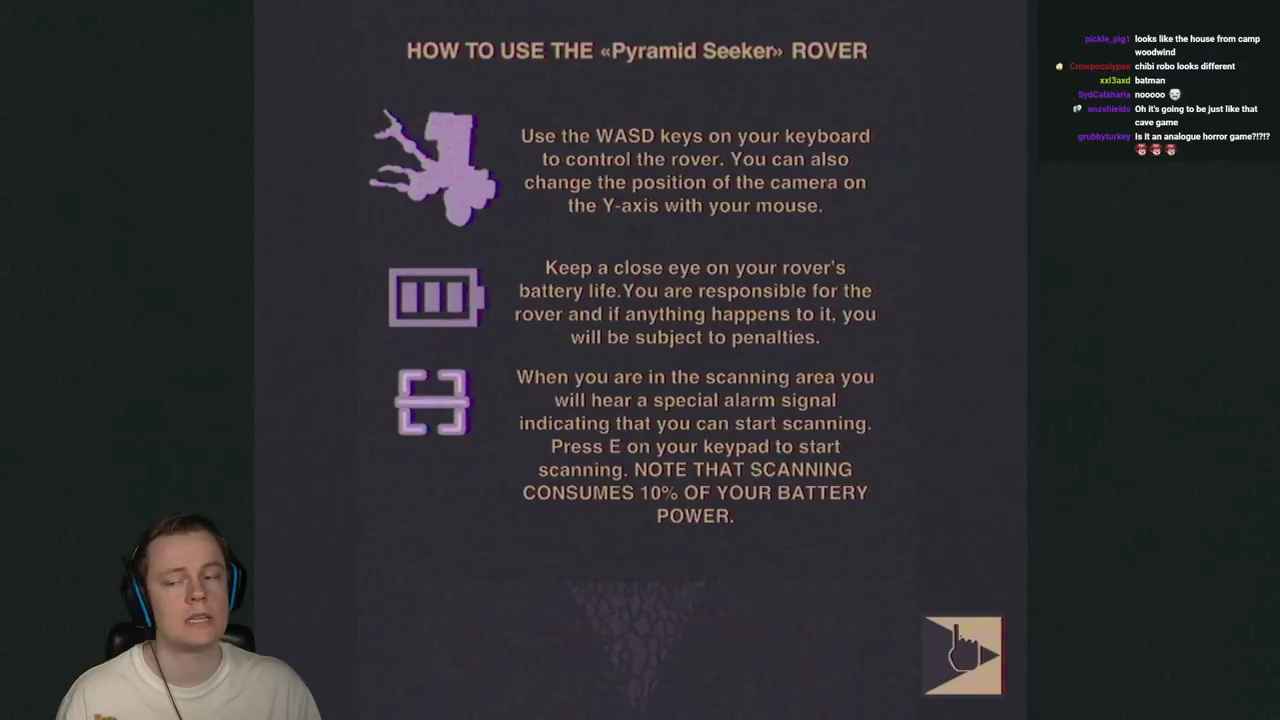 HOW TO USE THE «Pyramid Seeker» ROVER
Use the WASD keys on your keyboard
to control the rover. You can also
change the position of the camera on
the Y-axis with your mouse.
Keep a close eye on your rover's
battery life.You are responsible for the
rover and if anything happens to it, you
will be subject to penalties.
When you are in the scanning area you
will hear a special alarm signal
indicating that you can start scanning.
Press E on your keypad to start
scanning. NOTE THAT SCANNING
CONSUMES 10% OF YOUR BATTERY
POWER.
pickle_pig1 looks like the house from camp
woodwind
Crowpocalypse chibi robo looks different
xxl3axd batman
SydCalaharia nooooo
enzshields Oh it's going to be just like that
cave game
grubbyturkey Is it an analogue horror game?!?!?